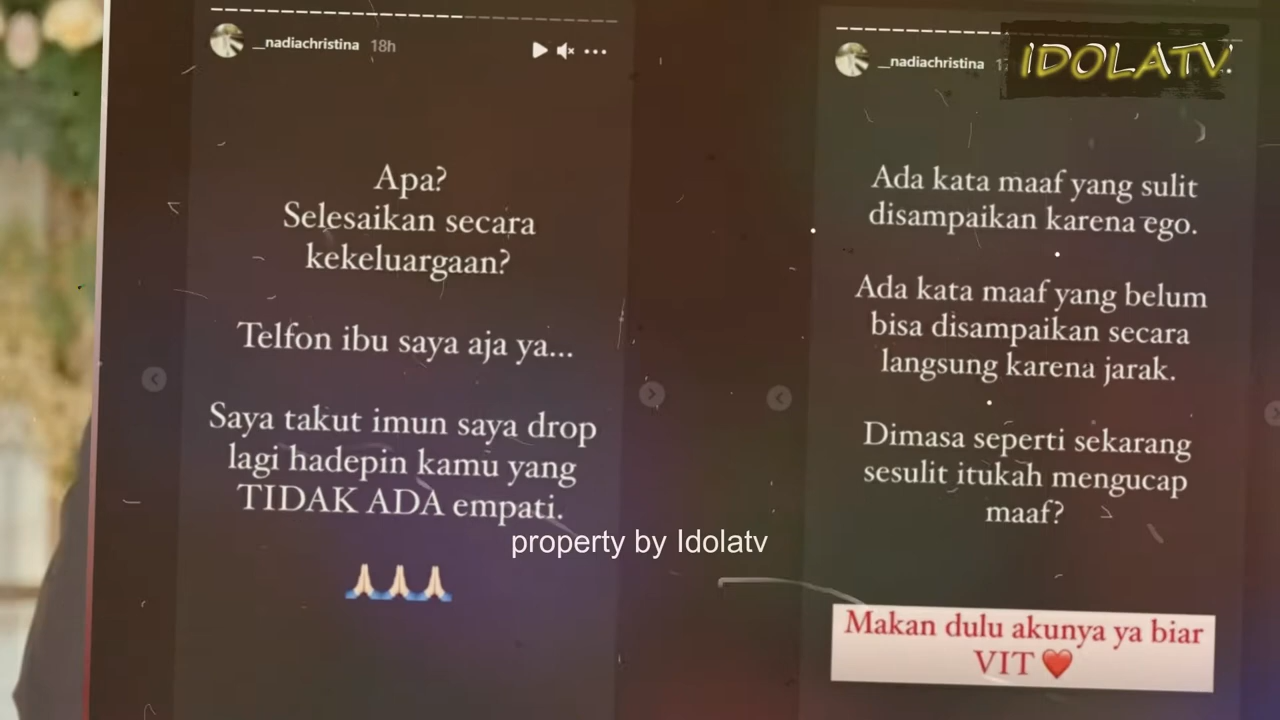 __nadiachristina 18h
Apa?
Selesaikan secara
kekeluargaan?
Telfon ibu saya aja ya...
Saya takut imun saya drop
lagi hadepin kamu yang
TIDAK ADA empati.
🙏🏻🙏🏻🙏🏻
__nadiachristina
IDOLATV
Ada kata maaf yang sulit
disampaikan karena ego.
Ada kata maaf yang belum
bisa disampaikan secara
langsung karena jarak.
Dimasa seperti sekarang
sesulit itukah mengucap
maaf?
Makan dulu akunya ya biar
VIT ❤️
property by Idolatv